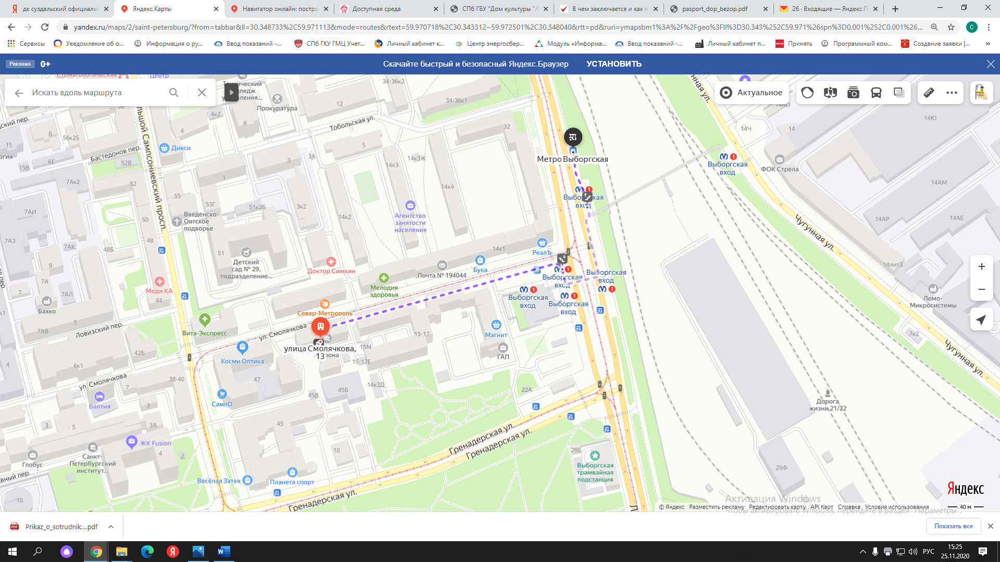 дк суздальский официальн
Яндекс.Карты
Навигатор онлайн: постро
Доступная среда
СПб ГБУ "Дом культуры "Л
В чем заключается и как н
pasport_dop_bezop.pdf
26 · Входящие — Яндекс.П
yandex.ru/maps/2/saint-petersburg/?from=tabbar&ll=30.348733%2C59.971113&mode=routes&rtext=59.970718%2C30.343312~59.972501%2C30.348040&rtt=pd&ruri=ymapsbm1%3A%2F%2Fgeo%3Fll%3D30.343%252C59.971%26spn%3D0.001%252C0.001%26...
C
Сервисы
Уведомление об о...
Информация о ру...
Ввод показаний -...
СПб ГКУ ГМЦ Учет...
Личный кабинет к...
Центр энергосбер...
Модуль «Информа...
Ввод показаний -...
Личный кабинет п...
Принять
Программный ком...
Создание заявки |...
Реклама
0+
Скачайте быстрый и безопасный Яндекс.Браузер
УСТАНОВИТЬ
Искать вдоль маршрута
Актуальное
Стоматологическая
Центр
Прокуратура
34-36к2
34-36к1
12
4к2
6
4
32
5
Тобольская ул.
Чугунная ул.
14АО
14Ч
14
14Ю
Метро Выборгская
Выборгская
вход
ФОК Стрела
14АМ
14АР
14АЕ
Чугунная ул.
15
6
56к25
Бастедонов пер.
Дикси
6Е
15В
52В
3А
3
14к3Ж
14к3
14к4
7Ак2
52
1
55
53Г
51к2Б
3к2
14к2
7АИ
50
Введенско-
Оятское
подворье
Агентство
занятости
населения
7АЗ
7АК
48Б
48
51
Детский
сад № 29,
подразделение...
Доктор Симкин
Мелодия
здоровья
Почта № 194044
Бука
14к1
РеалЪ
9
7А
7АЛ
Меди КА
44
Бахко
7АВ
Ловизский пер.
Вита-Экспресс
Север-Метрополь
ул. Смолячкова
улица Смолячкова,
13
15М
15-17
15-17Е
Магнит
ГАП
Выборгская
вход
Выборгская
вход
Выборгская
вход
Выборгская
вход
14лит3
Ломо-
Микросистемы
7к2
Чугунная ул.
42Б
6к1
4
ул. Смолячкова
38-40
Косми Оптика
47
45Б
14к2Д
45В
22А
7
Балтия
3
СампО
45
10
3
5
3А
ЖК Fusion
4
2
Глобус
Санкт-
Петербургский
институт...
10
Весёлая Затея
Планета спорт
Гренадерская ул.
Гренадерская ул.
Гренадерская ул.
28Б
Выборгская
трамвайная
подстанция
25Ф
Дорога
жизни 21/22
Яндекс
Активация Windows
Чтобы активировать Windows, перейдите в раздел "Параметры".
© Яндекс
Разместить рекламу
Редактировать карту
API Карт
Справка
Условия использования
40 м
Prikaz_o_sotrudnik....pdf
Показать все
РУС
15:25
25.11.2020